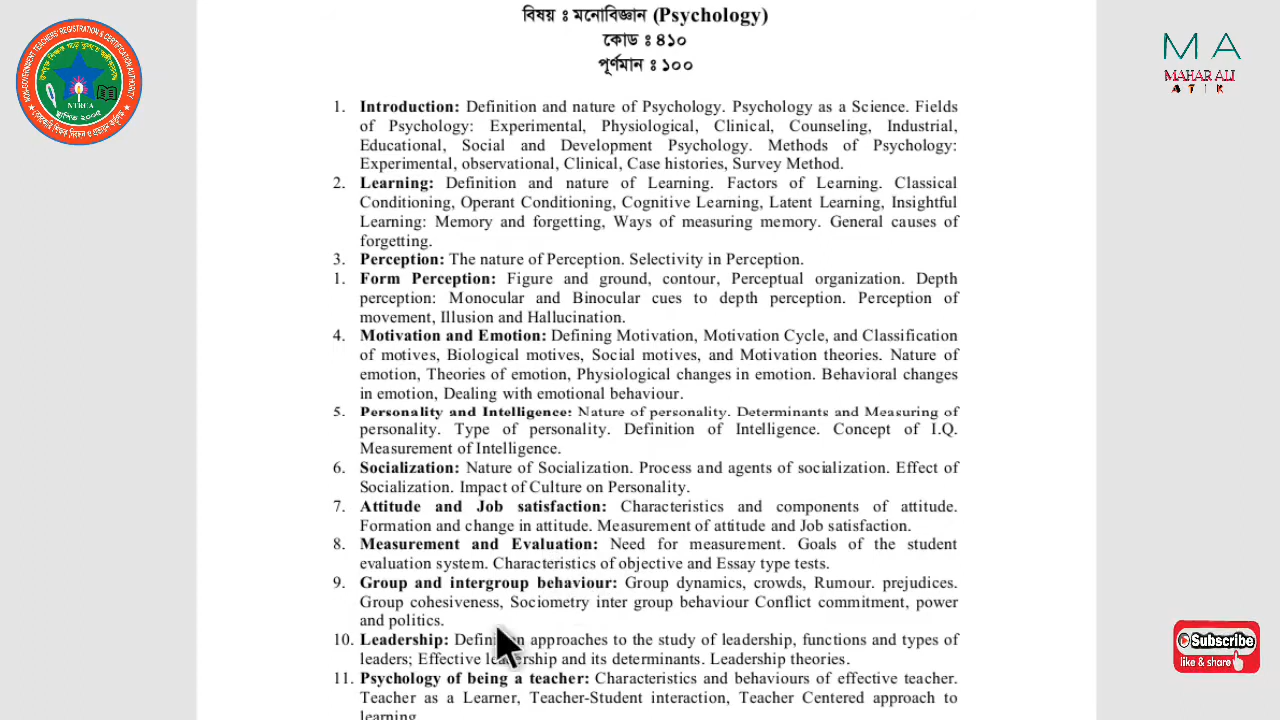 বিষয় ঃ মনোবিজ্ঞান (Psychology)
কোড ঃ ৪১০
পূর্ণমান ঃ ১০০
1. Introduction: Definition and nature of Psychology. Psychology as a Science. Fields
of Psychology: Experimental, Physiological, Clinical, Counseling, Industrial,
Educational, Social and Development Psychology. Methods of Psychology:
Experimental, observational, Clinical, Case histories, Survey Method.
2. Learning: Definition and nature of Learning. Factors of Learning. Classical
Conditioning, Operant Conditioning, Cognitive Learning, Latent Learning, Insightful
Learning: Memory and forgetting, Ways of measuring memory. General causes of
forgetting.
3. Perception: The nature of Perception. Selectivity in Perception.
1. Form Perception: Figure and ground, contour, Perceptual organization. Depth
perception: Monocular and Binocular cues to depth perception. Perception of
movement, Illusion and Hallucination.
4. Motivation and Emotion: Defining Motivation, Motivation Cycle, and Classification
of motives, Biological motives, Social motives, and Motivation theories. Nature of
emotion, Theories of emotion, Physiological changes in emotion. Behavioral changes
in emotion, Dealing with emotional behaviour.
5. Personality and Intelligence: Nature of personality. Determinants and Measuring of
personality. Type of personality. Definition of Intelligence. Concept of I.Q.
Measurement of Intelligence.
6. Socialization: Nature of Socialization. Process and agents of socialization. Effect of
Socialization. Impact of Culture on Personality.
7. Attitude and Job satisfaction: Characteristics and components of attitude.
Formation and change in attitude. Measurement of attitude and Job satisfaction.
8. Measurement and Evaluation: Need for measurement. Goals of the student
evaluation system. Characteristics of objective and Essay type tests.
9. Group and intergroup behaviour: Group dynamics, crowds, Rumour. prejudices.
Group cohesiveness, Sociometry inter group behaviour Conflict commitment, power
and politics.
10. Leadership: Definition approaches to the study of leadership, functions and types of
leaders; Effective leadership and its determinants. Leadership theories.
11. Psychology of being a teacher: Characteristics and behaviours of effective teacher.
Teacher as a Learner, Teacher-Student interaction, Teacher Centered approach to
learning
NON-GOVERNMENT TEACHERS' REGISTRATION & CERTIFICATION AUTHORITY
NTRCA
স্থাপিত ২০০৫
M A
MAHAR ALI
ATIK
Subscribe
like & share